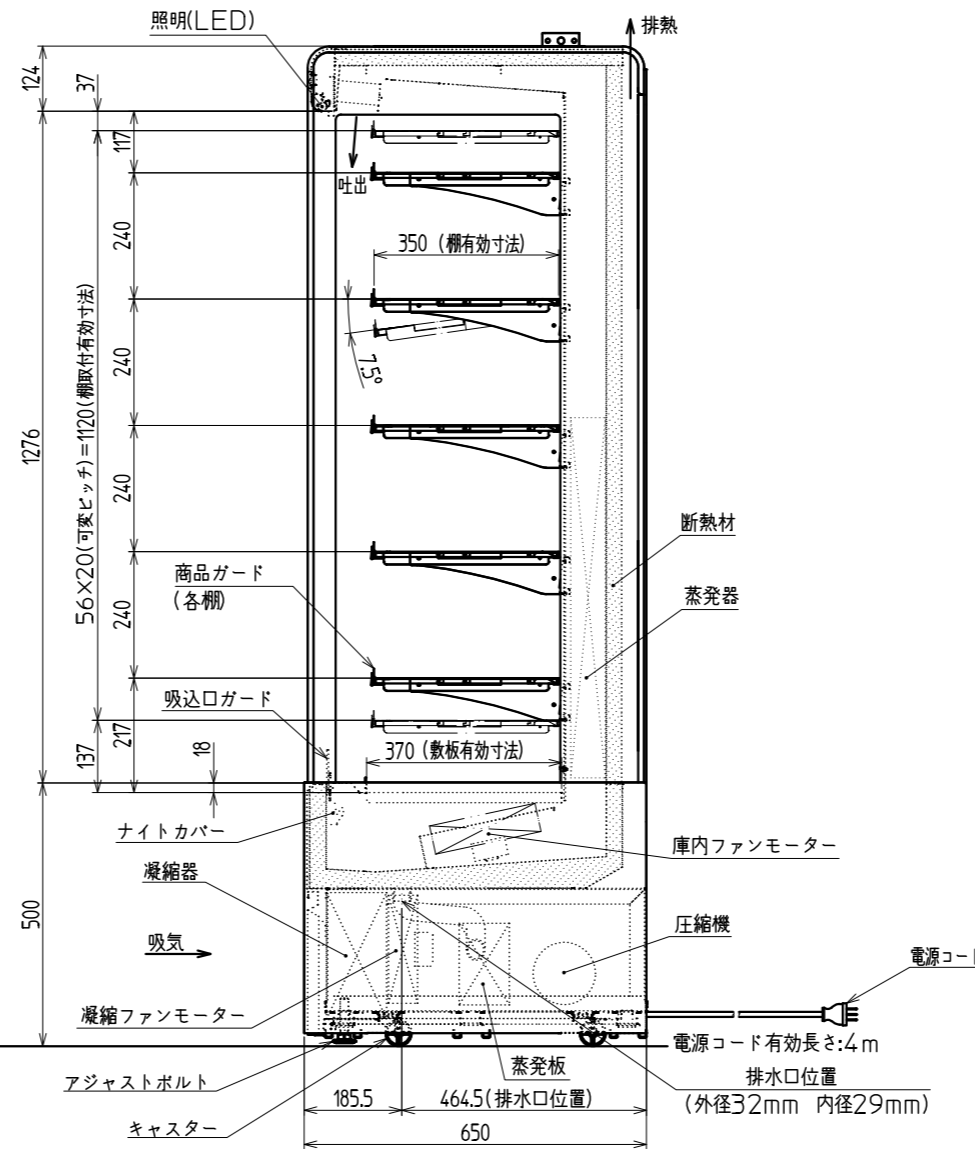 照明(LED)
排熱
124
37
117
吐出
240
350 (棚有効寸法)
240
7.5°
1276
56×20(可変ピッチ)=1120(棚取付有効寸法)
240
断熱材
商品ガード
(各棚)
蒸発器
240
吸込口ガード
137
217
18
370 (敷板有効寸法)
ナイトカバー
庫内ファンモーター
凝縮器
500
吸気
圧縮機
電源コード
凝縮ファンモーター
電源コード有効長さ:4m
アジャストボルト
蒸発板
排水口位置
(外径32mm 内径29mm)
185.5
464.5(排水口位置)
キャスター
650